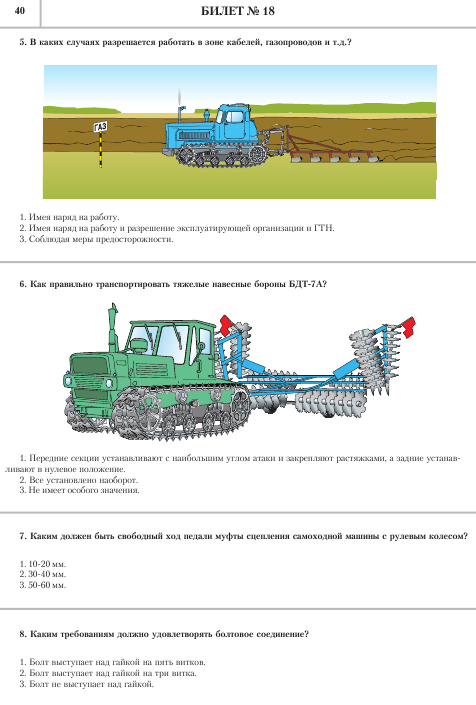 40
БИЛЕТ № 18
5. В каких случаях разрешается работать в зоне кабелей, газопроводов и т.д.?
ГАЗ
1. Имея наряд на работу.
2. Имея наряд на работу и разрешение эксплуатирующей организации и ГТН.
3. Соблюдая меры предосторожности.
6. Как правильно транспортировать тяжелые навесные бороны БДТ-7А?
1. Передние секции устанавливают с наибольшим углом атаки и закрепляют растяжками, а задние устанав-
ливают в нулевое положение.
2. Все установлено наоборот.
3. Не имеет особого значения.
7. Каким должен быть свободный ход педали муфты сцепления самоходной машины с рулевым колесом?
1. 10-20 мм.
2. 30-40 мм.
3. 50-60 мм.
8. Каким требованиям должно удовлетворять болтовое соединение?
1. Болт выступает над гайкой на пять витков.
2. Болт выступает над гайкой на три витка.
3. Болт не выступает над гайкой.